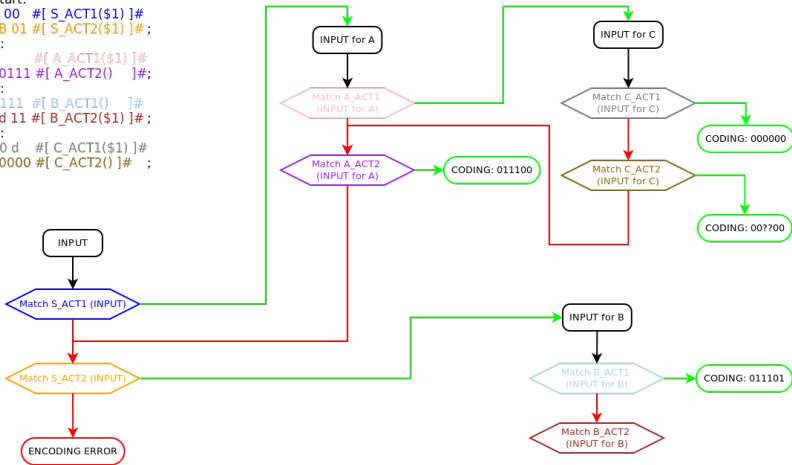 00 #[ S_ACT1($1) ]#
B 01 #[ S_ACT2($1) ]# ;
:
#[ A_ACT1($1) ]#
0111 #[ A_ACT2() ]#;
:
111 #[ B_ACT1() ]#
d 11 #[ B_ACT2($1) ]# ;
:
0 d #[ C_ACT1($1) ]#
0000 #[ C_ACT2() ]# ;
INPUT for A
Match A_ACT1
(INPUT for A)
Match A_ACT2
(INPUT for A)
CODING: 011100
INPUT for C
Match C_ACT1
(INPUT for C)
CODING: 000000
Match C_ACT2
(INPUT for C)
CODING: 00??00
INPUT
Match S_ACT1 (INPUT)
Match S_ACT2 (INPUT)
ENCODING ERROR
INPUT for B
Match B_ACT1
(INPUT for B)
CODING: 011101
Match B_ACT2
(INPUT for B)